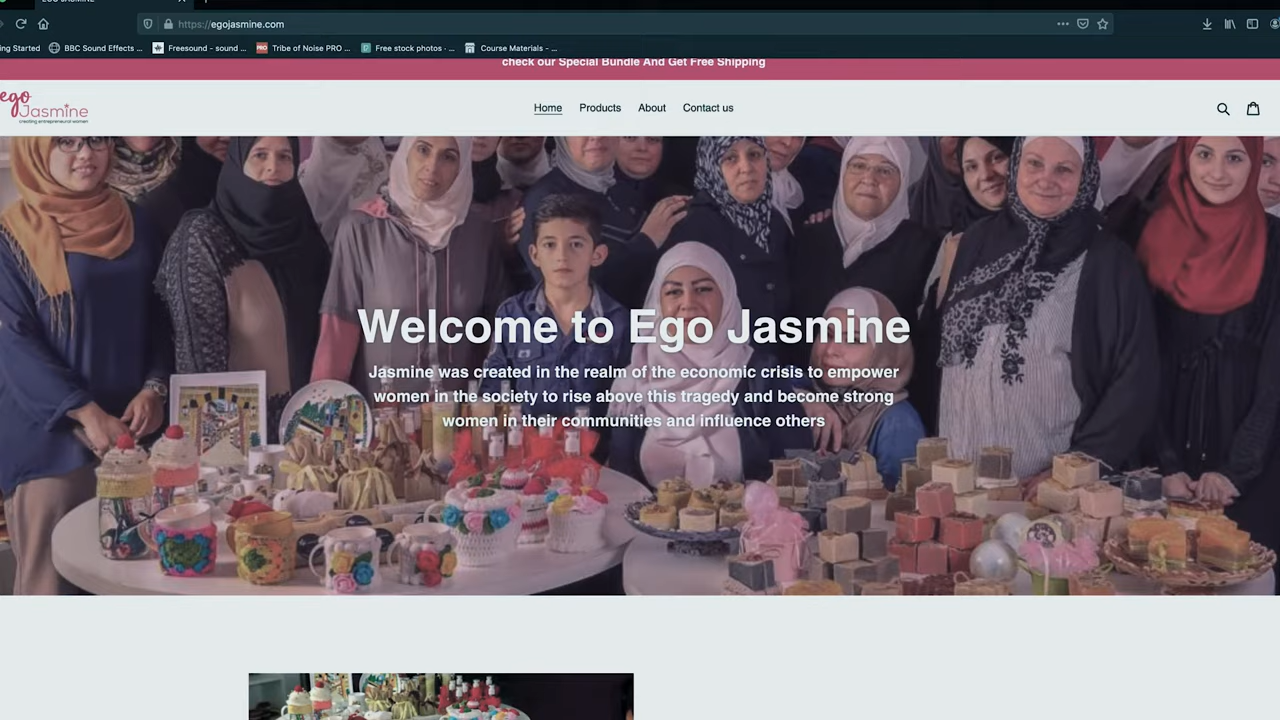 https://egojasmine.com
ing Started BBC Sound Effects ... Freesound - sound ... Tribe of Noise PRO ... Free stock photos · ... Course Materials - ...
check our Special Bundle And Get Free Shipping
ego
Jasmine
creating entrepreneurial women
Home Products About Contact us
Welcome to Ego Jasmine
Jasmine was created in the realm of the economic crisis to empower
women in the society to rise above this tragedy and become strong
women in their communities and influence others